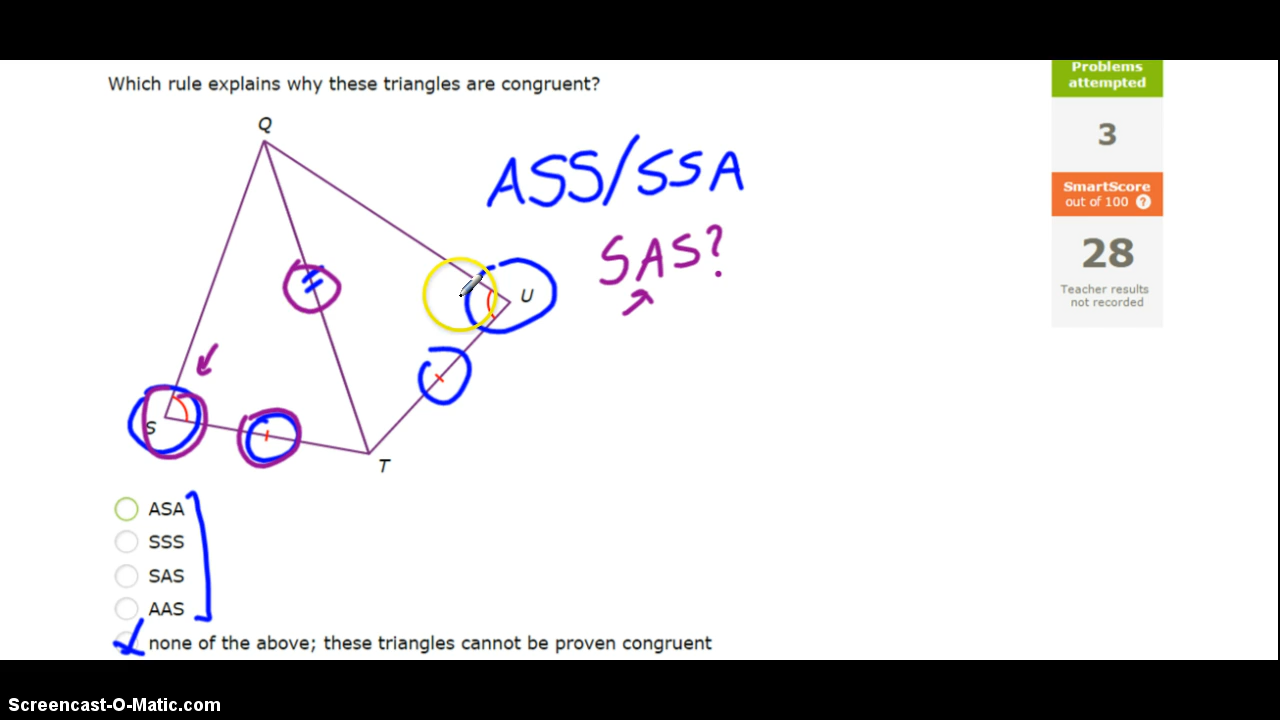 Which rule explains why these triangles are congruent?
Problems
attempted
3
SmartScore
out of 100 ?
28
Teacher results
not recorded
Q
ASS/SSA
SAS?
U
S
T
ASA
SSS
SAS
AAS
none of the above; these triangles cannot be proven congruent
Screencast-O-Matic.com